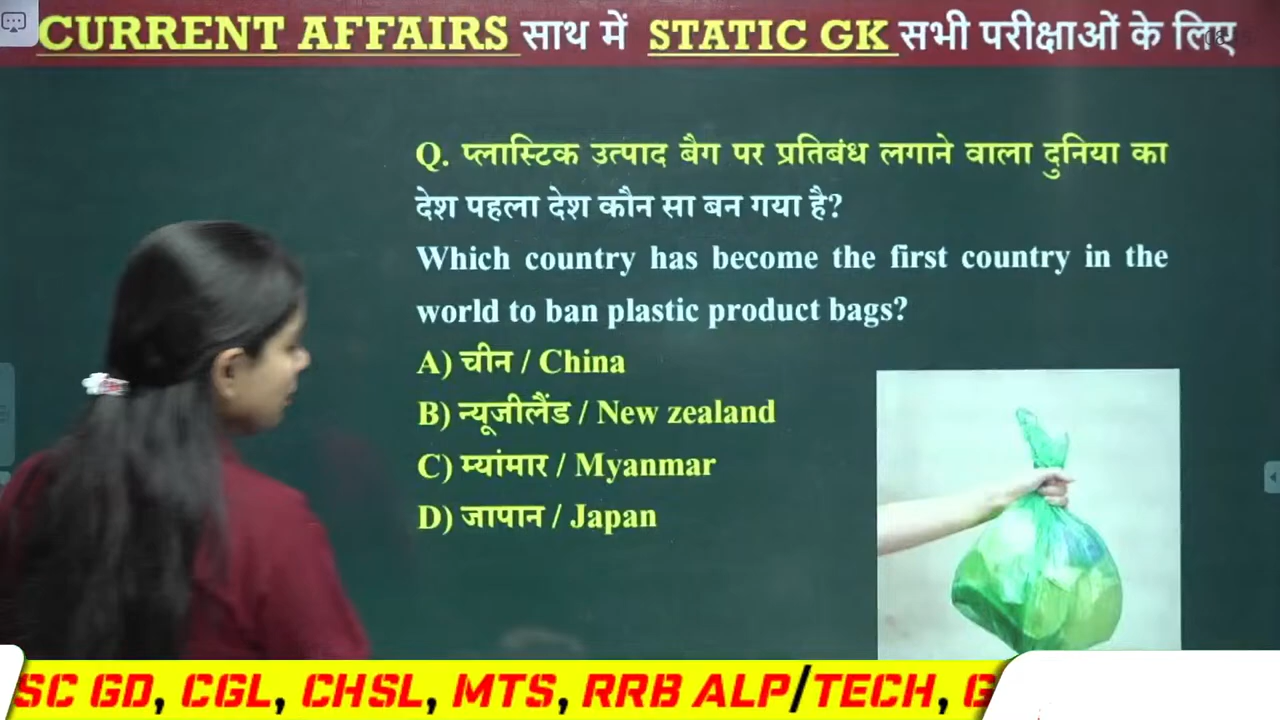 CURRENT AFFAIRS साथ में STATIC GK सभी परीक्षाओं के लिए
Q. प्लास्टिक उत्पाद बैग पर प्रतिबंध लगाने वाला दुनिया का
देश पहला देश कौन सा बन गया है?
Which country has become the first country in the
world to ban plastic product bags?
A) चीन / China
B) न्यूजीलैंड / New zealand
C) म्यांमार / Myanmar
D) जापान / Japan
SC GD, CGL, CHSL, MTS, RRB ALP/TECH, G